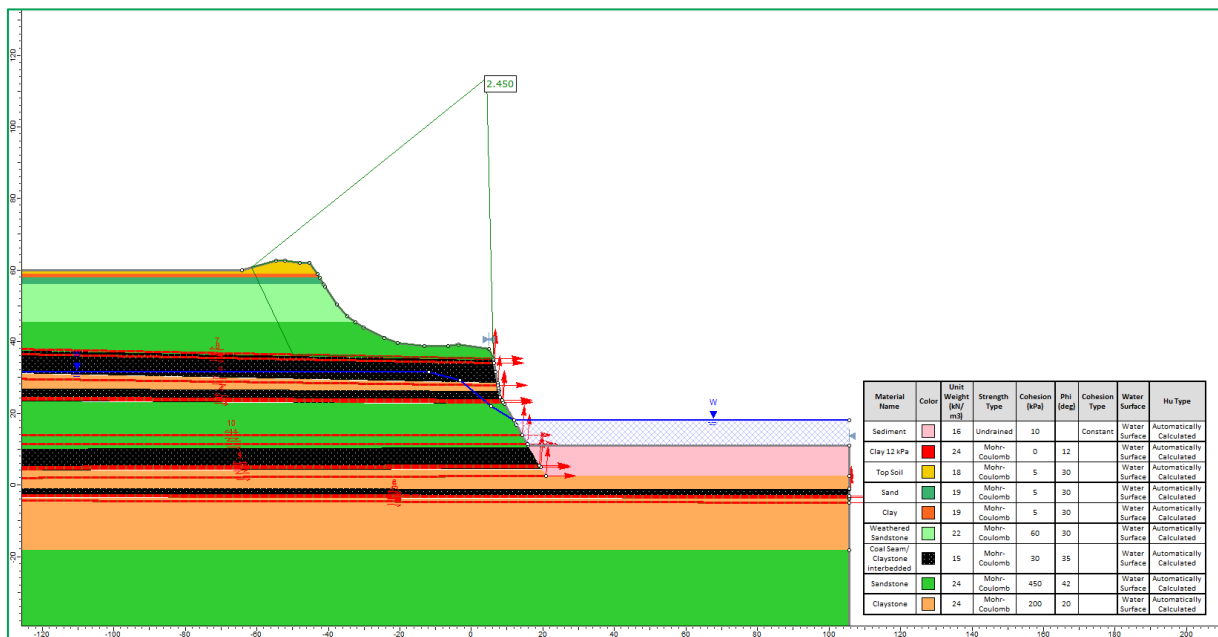 2.450
W
10
11
Material Name Color Unit Weight (kN/m3) Strength Type Cohesion (kPa) Phi (deg) Cohesion Type Water Surface Hu Type
Sediment 16 Undrained 10 Constant Water Surface Automatically Calculated
Clay 12 kPa 24 Mohr-Coulomb 0 12 Water Surface Automatically Calculated
Top Soil 18 Mohr-Coulomb 5 30 Water Surface Automatically Calculated
Sand 19 Mohr-Coulomb 5 30 Water Surface Automatically Calculated
Clay 19 Mohr-Coulomb 5 30 Water Surface Automatically Calculated
Weathered Sandstone 22 Mohr-Coulomb 60 30 Water Surface Automatically Calculated
Coal Seam/ Claystone interbedded 15 Mohr-Coulomb 30 35 Water Surface Automatically Calculated
Sandstone 24 Mohr-Coulomb 450 42 Water Surface Automatically Calculated
Claystone 24 Mohr-Coulomb 200 20 Water Surface Automatically Calculated
120
100
80
60
40
20
0
-20
-120 -100 -80 -60 -40 -20 0 20 40 60 80 100 120 140 160 180 200